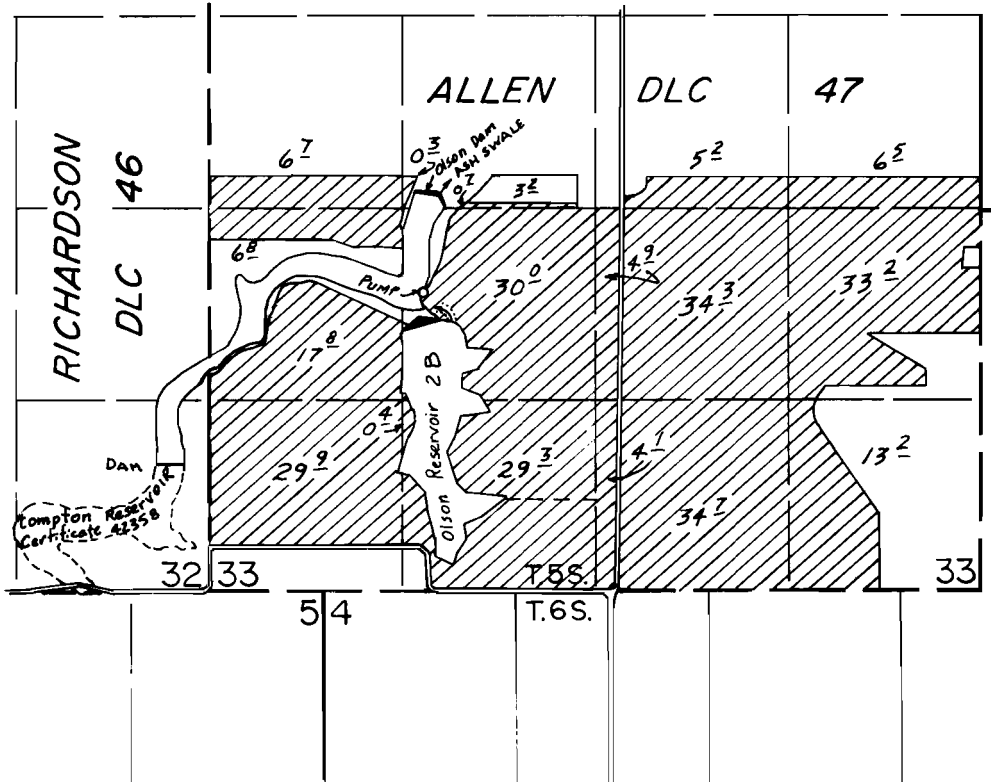 ALLEN DLC 47
RICHARDSON
DLC 46
6 7
0 3
Olson Dam
ASH SWALE
0 7
3 2
5 2
6 5
6 8
PUMP
30 0
4 9
34 3
33 2
17 8
Olson Reservoir 2B
0 4
29 9
29 3
4 1
34 7
13 2
DAM
Compton Reservoir
Certificate 42358
32 33
T5S.
33
5 4
T.6S.